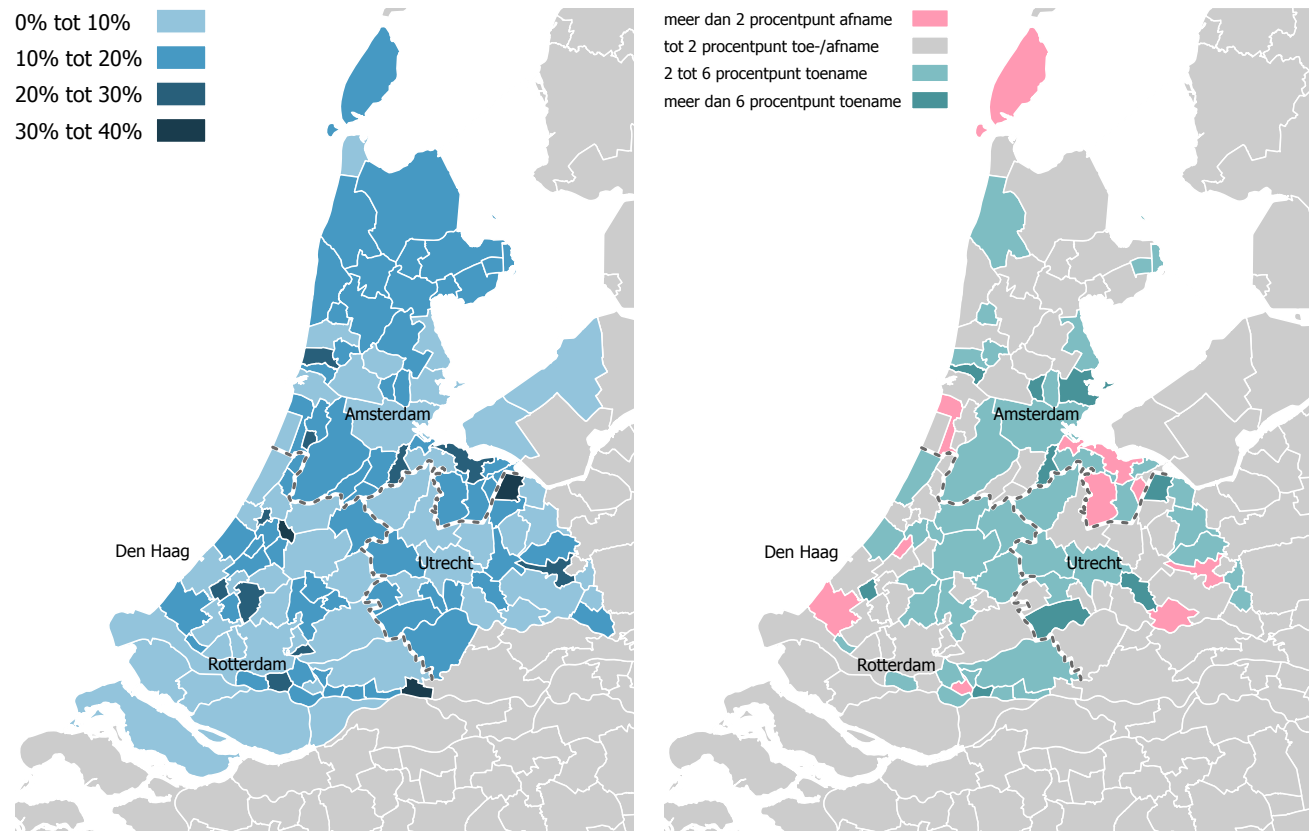 0% tot 10%
10% tot 20%
20% tot 30%
30% tot 40%
Amsterdam
Den Haag
Utrecht
Rotterdam
meer dan 2 procentpunt afname
tot 2 procentpunt toe-/afname
2 tot 6 procentpunt toename
meer dan 6 procentpunt toename
Amsterdam
Den Haag
Utrecht
Rotterdam